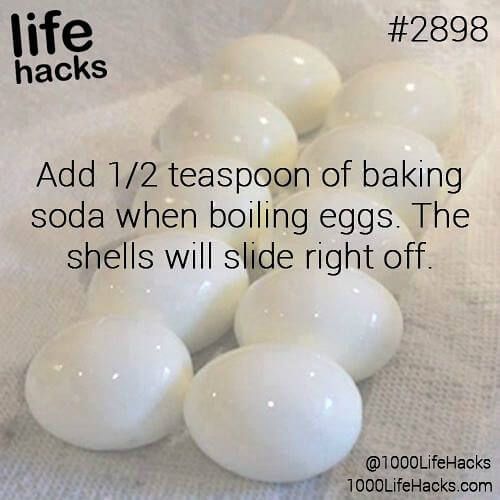 life
hacks
#2898
Add 1/2 teaspoon of baking
soda when boiling eggs. The
shells will slide right off.
@1000LifeHacks
1000LifeHacks.com